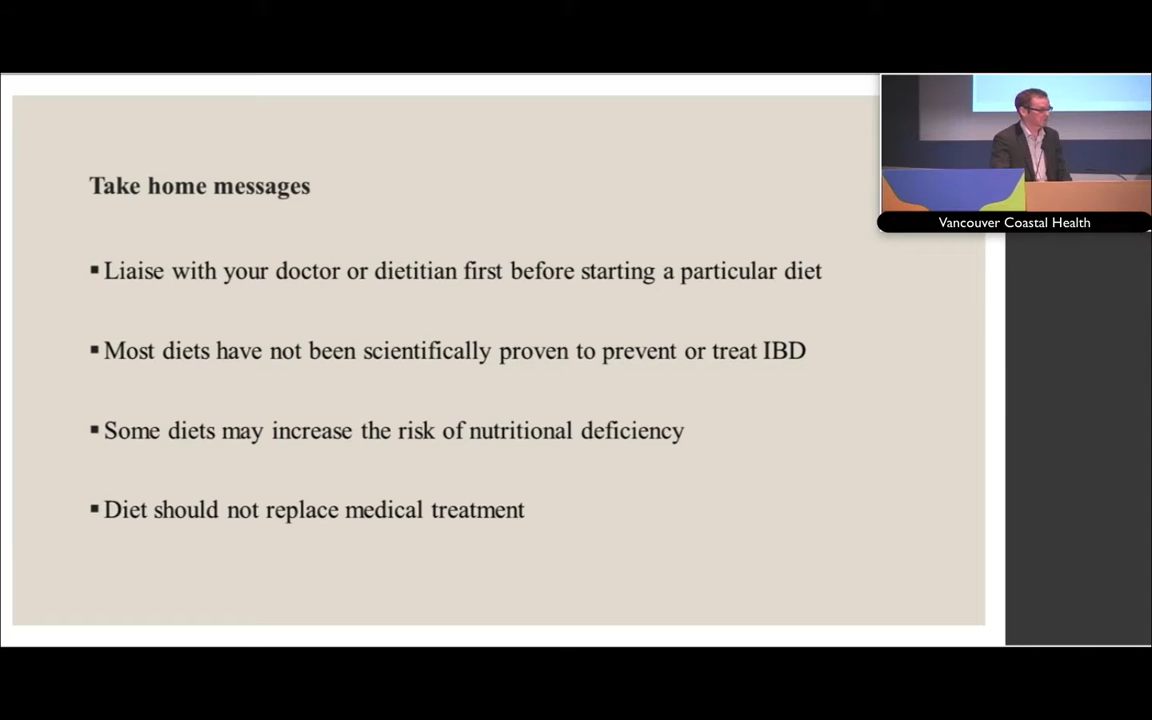 Take home messages
▪Liaise with your doctor or dietitian first before starting a particular diet
▪Most diets have not been scientifically proven to prevent or treat IBD
▪Some diets may increase the risk of nutritional deficiency
▪Diet should not replace medical treatment
Vancouver Coastal Health